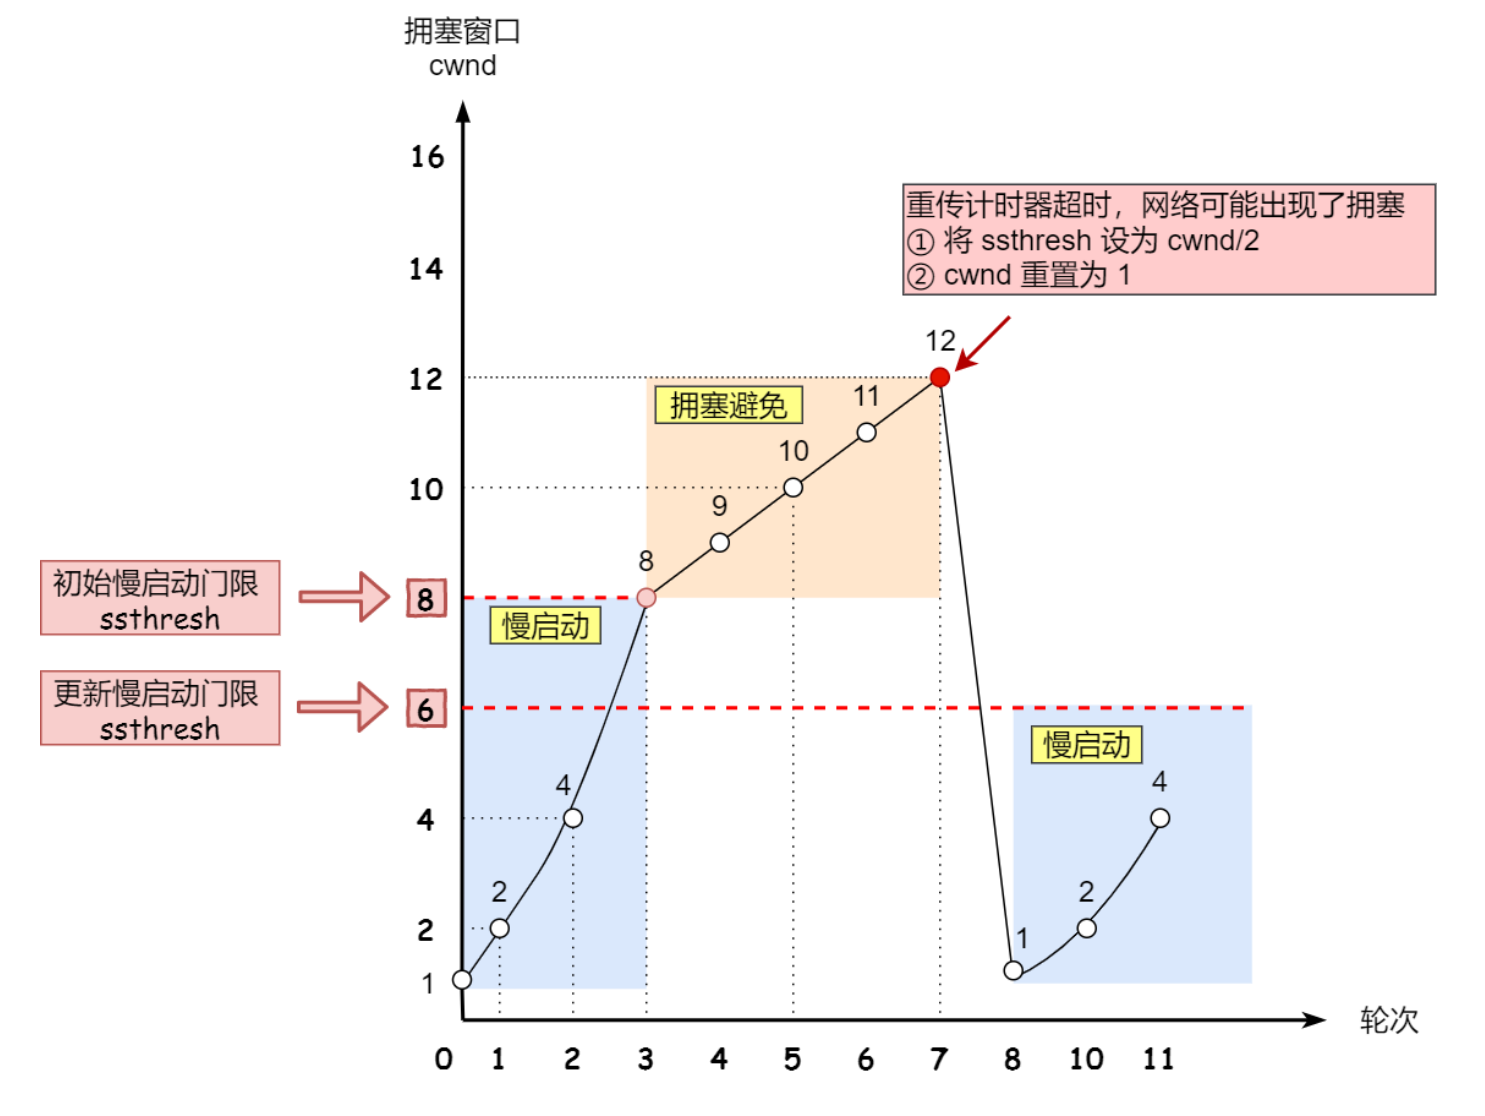 拥塞窗口
cwnd
16
14
12
10
8
6
4
2
1
重传计时器超时，网络可能出现了拥塞
① 将 ssthresh 设为 cwnd/2
② cwnd 重置为 1
12
拥塞避免
11
10
9
8
初始慢启动门限
ssthresh
慢启动
更新慢启动门限
ssthresh
慢启动
4
4
2
2
1
轮次
0 1 2 3 4 5 6 7 8 10 11